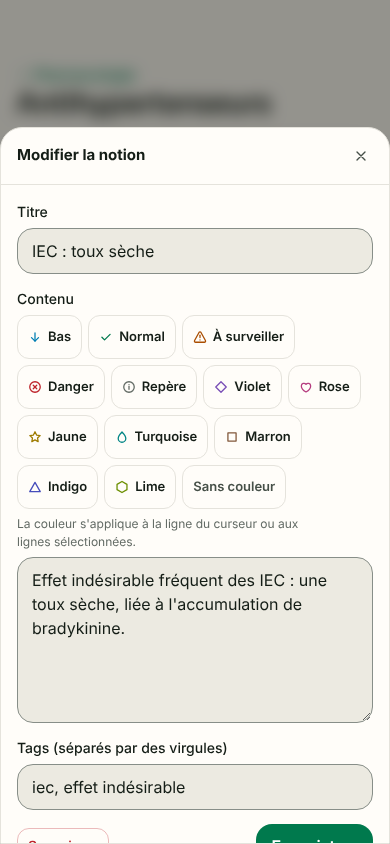 Antihypertenseurs
Modifier la notion
Titre
IEC : toux sèche
Contenu
Bas
Normal
À surveiller
Danger
Repère
Violet
Rose
Jaune
Turquoise
Marron
Indigo
Lime
Sans couleur
La couleur s'applique à la ligne du curseur ou aux
lignes sélectionnées.
Effet indésirable fréquent des IEC : une
toux sèche, liée à l'accumulation de
bradykinine.
Tags (séparés par des virgules)
iec, effet indésirable